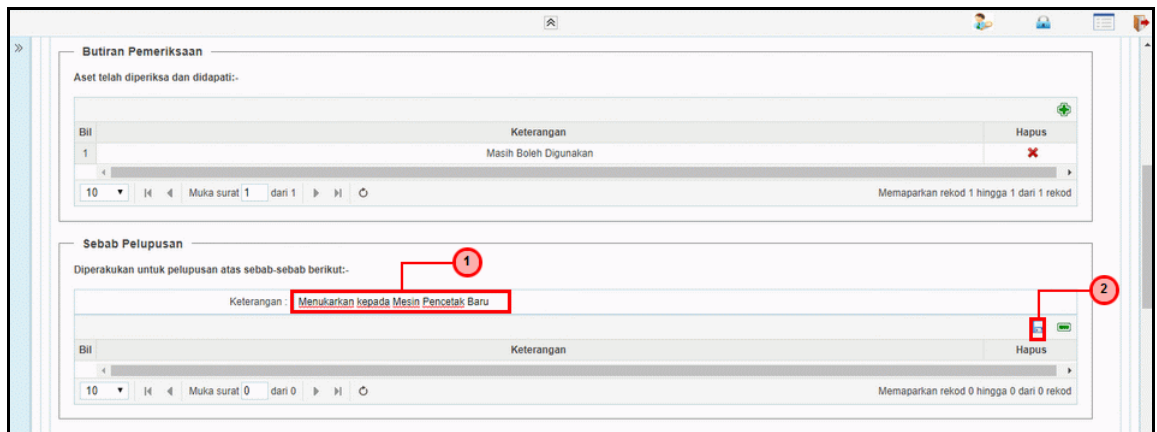 Butiran Pemeriksaan
Aset telah diperiksa dan didapati:-
Bil Keterangan Hapus
1 Masih Boleh Digunakan
10 Muka surat 1 dari 1 Memaparkan rekod 1 hingga 1 dari 1 rekod
Sebab Pelupusan
1
Diperakukan untuk pelupusan atas sebab-sebab berikut:-
Keterangan : Menukarkan kepada Mesin Pencetak Baru
2
Bil Keterangan Hapus
10 Muka surat 0 dari 0 Memaparkan rekod 0 hingga 0 dari 0 rekod